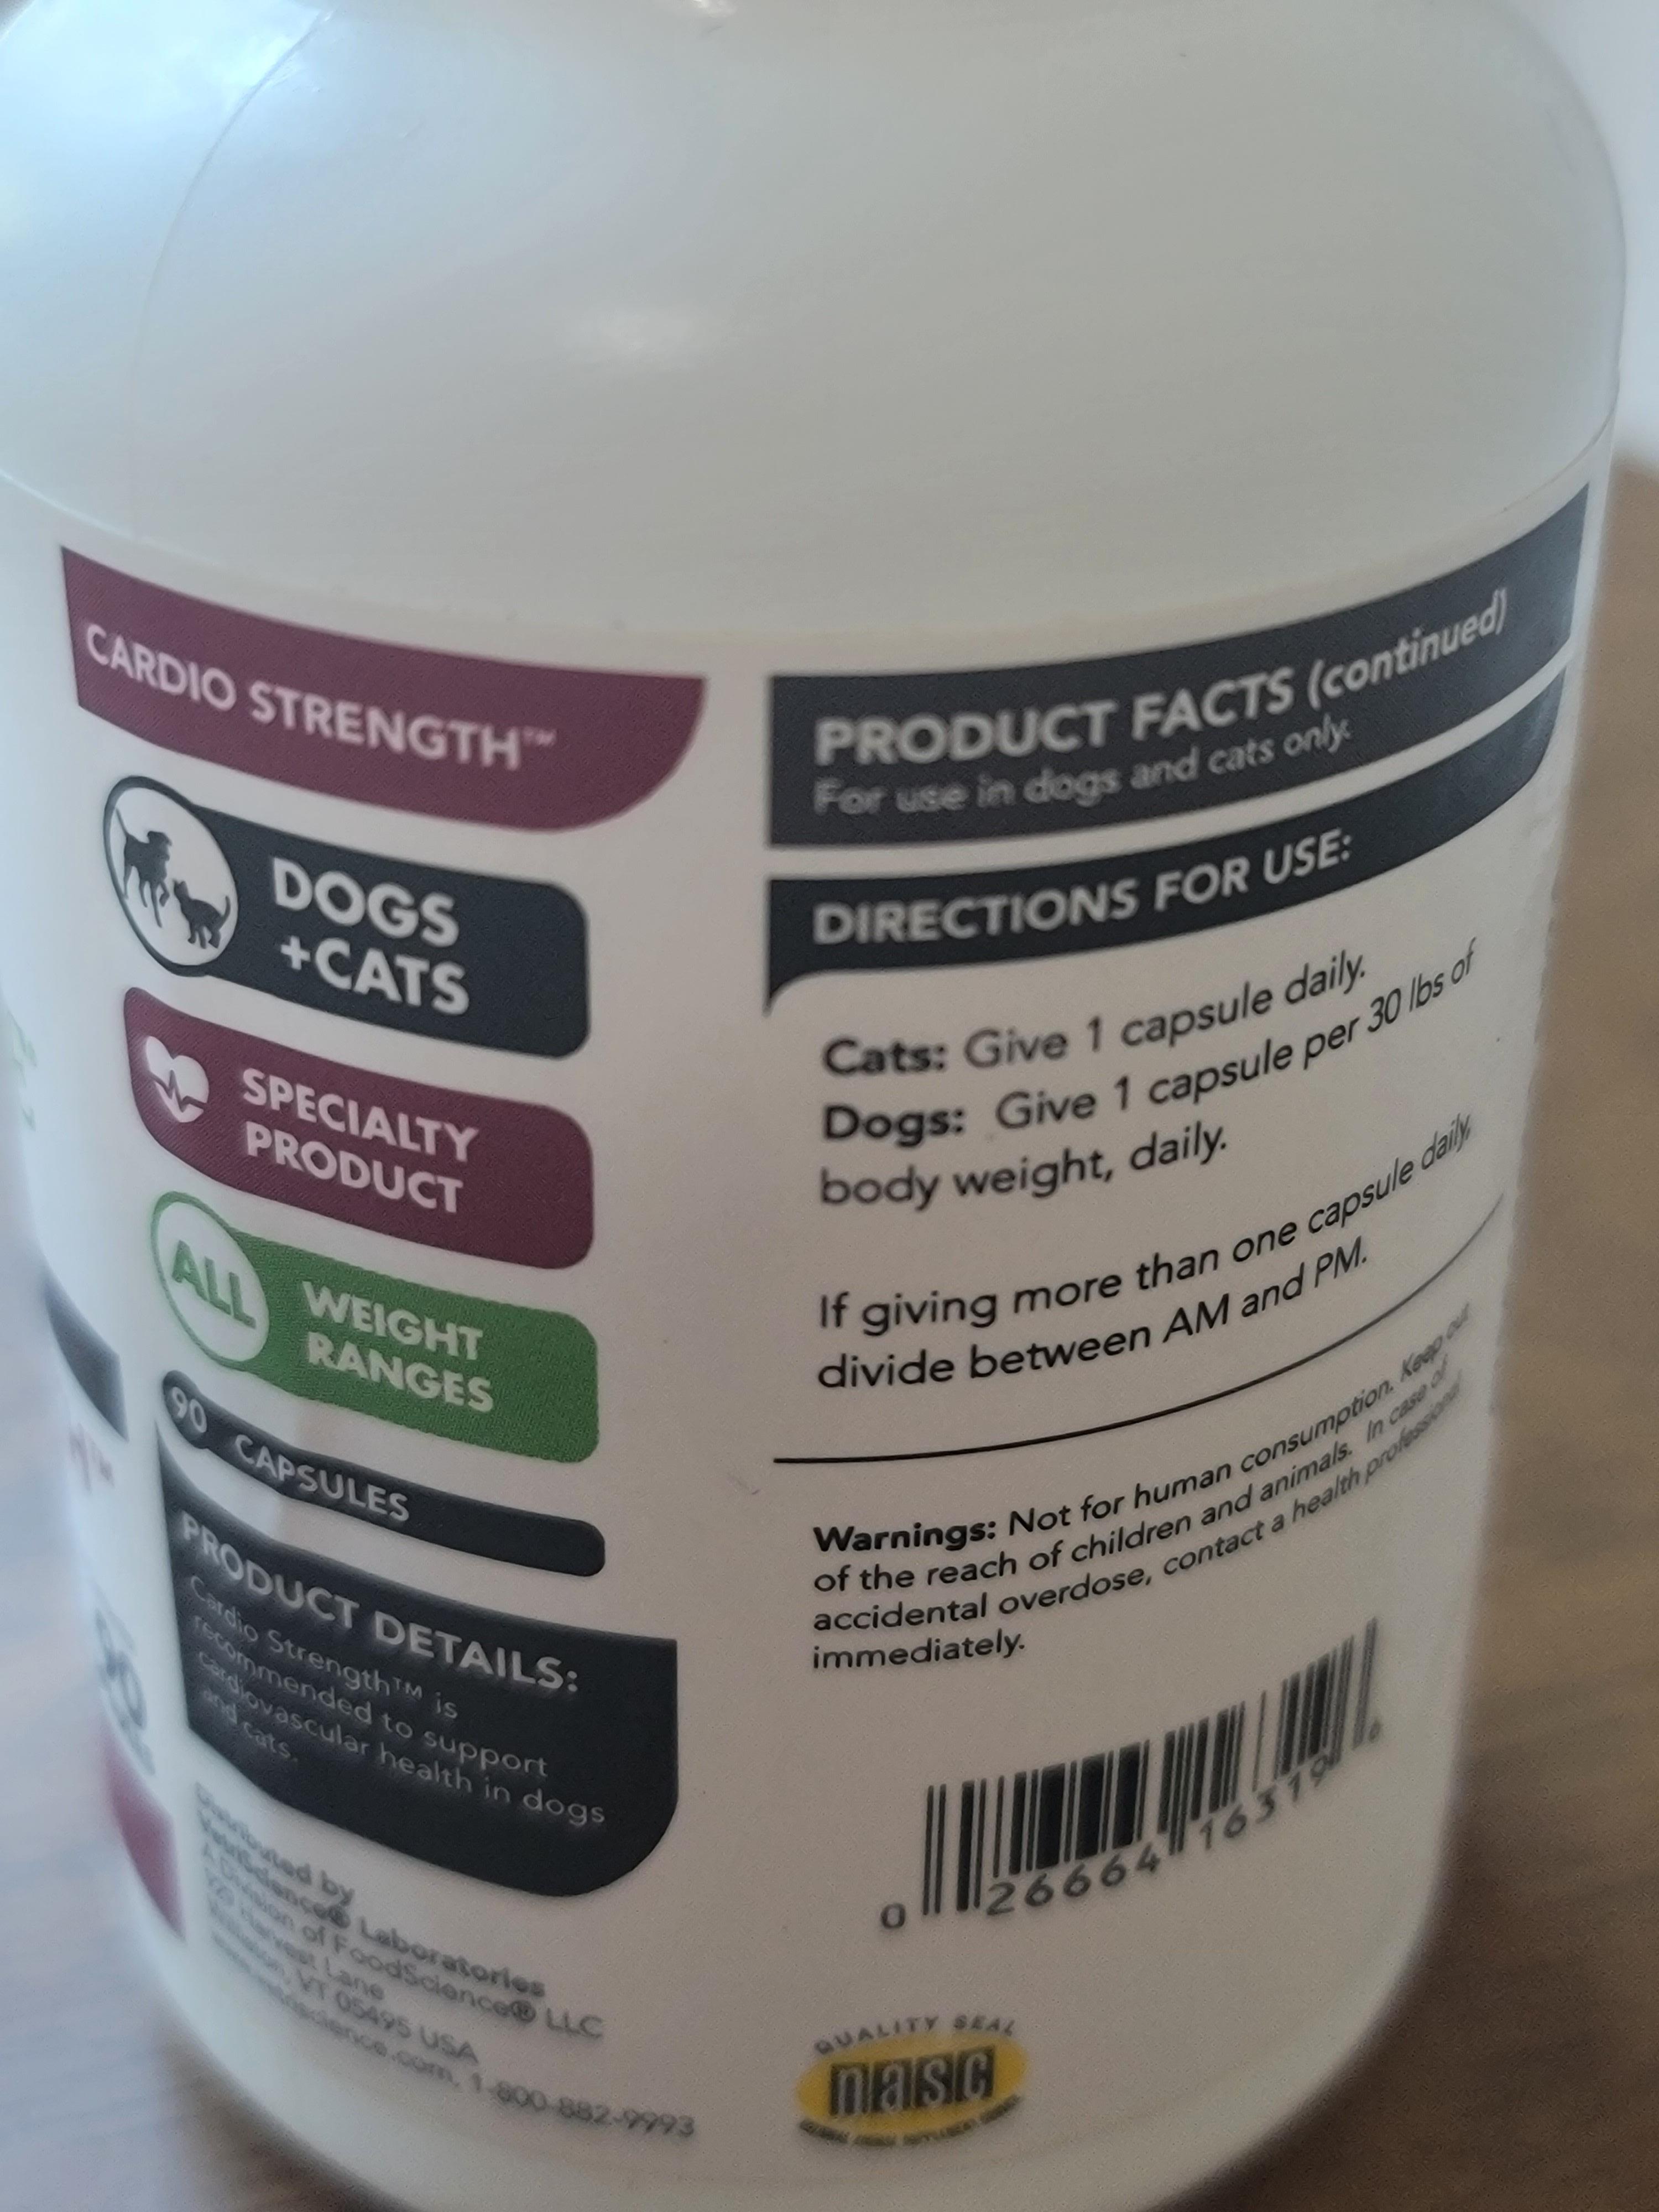 CARDIO STRENGTH™
DOGS
+CATS
SPECIALTY
PRODUCT
ALL
WEIGHT
RANGES
90 CAPSULES
PRODUCT DETAILS:
Cardio Strength™ is
recommended to support
cardiovascular health in dogs
and cats.
Distributed by
VetriScience® Laboratories
A Division of FoodScience® LLC
929 Harvest Lane
Williston, VT 05495 USA
1-800-882-9993
90
PRODUCT FACTS (continued)
For use in dogs and cats only.
DIRECTIONS FOR USE:
Cats: Give 1 capsule daily.
Dogs: Give 1 capsule per 30 lbs of
body weight, daily.
If giving more than one capsule daily,
divide between AM and PM.
Warnings: Not for human consumption. Keep out
of the reach of children and animals. In case of
accidental overdose, contact a health professional
immediately.
0 26664 16319 6
QUALITY SEAL
nasc